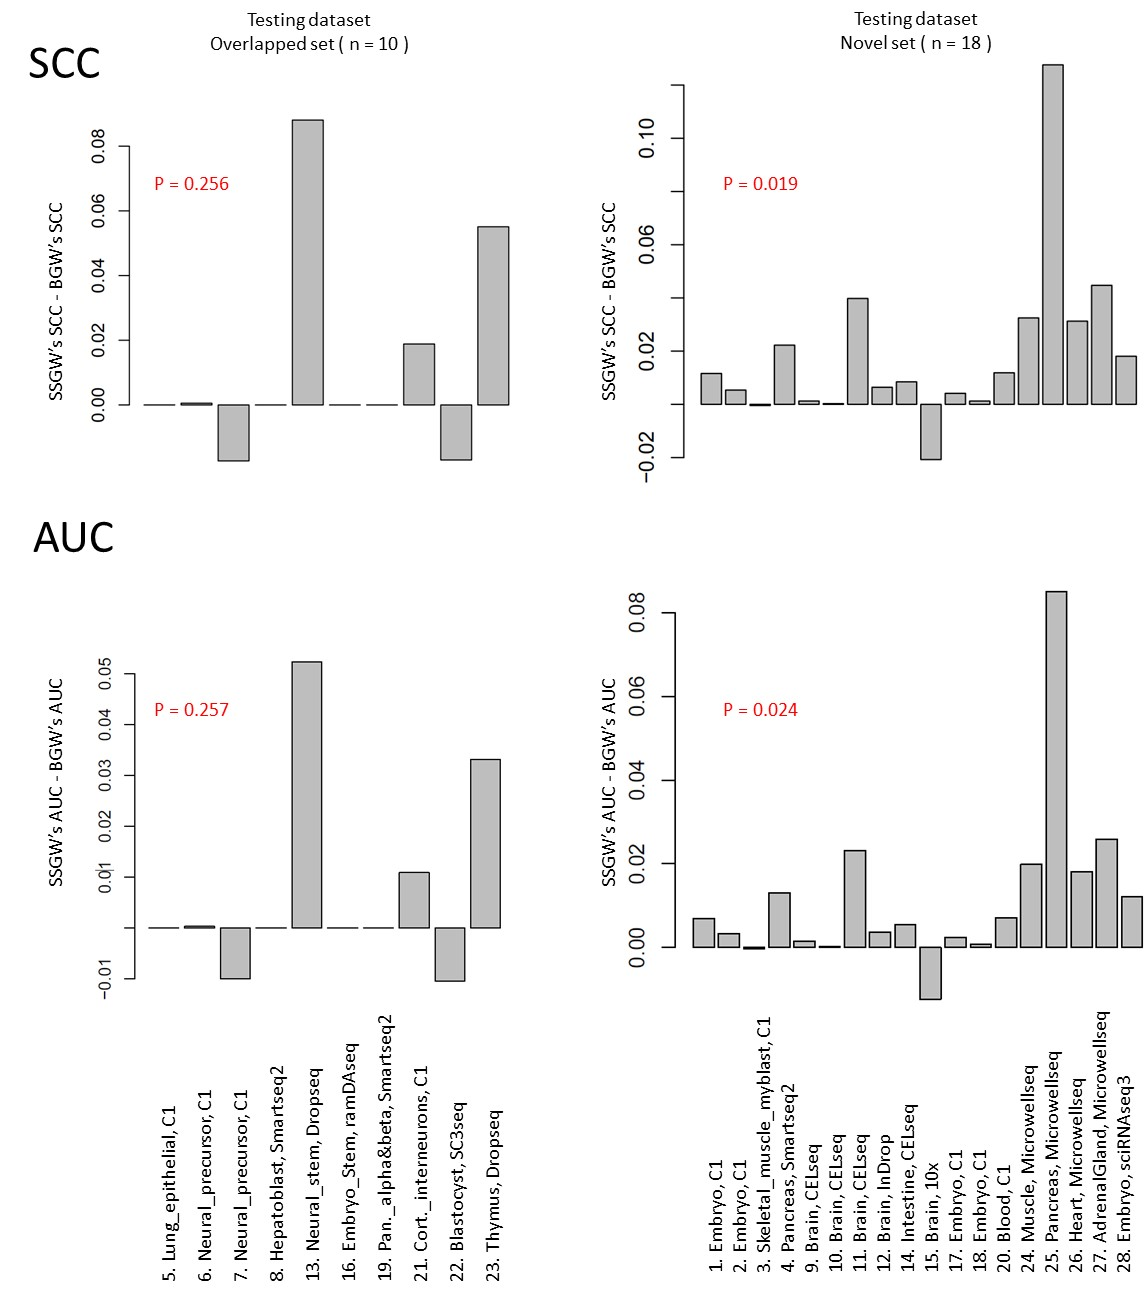 Testing dataset
Overlapped set ( n = 10 )
Testing dataset
Novel set ( n = 18 )
SCC
SSGW's SCC - BGW's SCC
0.08
0.06
0.04
0.02
0.00
P = 0.256
SSGW's SCC - BGW's SCC
0.10
0.06
0.02
−0.02
P = 0.019
AUC
SSGW's AUC - BGW's AUC
0.05
0.04
0.03
0.02
0.01
−0.01
P = 0.257
SSGW's AUC - BGW's AUC
0.08
0.06
0.04
0.02
0.00
P = 0.024
5. Lung_epithelial, C1
6. Neural_precursor, C1
7. Neural_precursor, C1
8. Hepatoblast, Smartseq2
13. Neural_stem, Dropseq
16. Embryo_Stem, ramDAseq
19. Pan._alpha&beta, Smartseq2
21. Cort._interneurons, C1
22. Blastocyst, SC3seq
23. Thymus, Dropseq
1. Embryo, C1
2. Embryo, C1
3. Skeletal_muscle_myblast, C1
4. Pancreas, Smartseq2
9. Brain, CELseq
10. Brain, CELseq
11. Brain, CELseq
12. Brain, InDrop
14. Intestine, CELseq
15. Brain, 10x
17. Embryo, C1
18. Embryo, C1
20. Blood, C1
24. Muscle, Microwellseq
25. Pancreas, Microwellseq
26. Heart, Microwellseq
27. AdrenalGland, Microwellseq
28. Embryo, sciRNAseq3